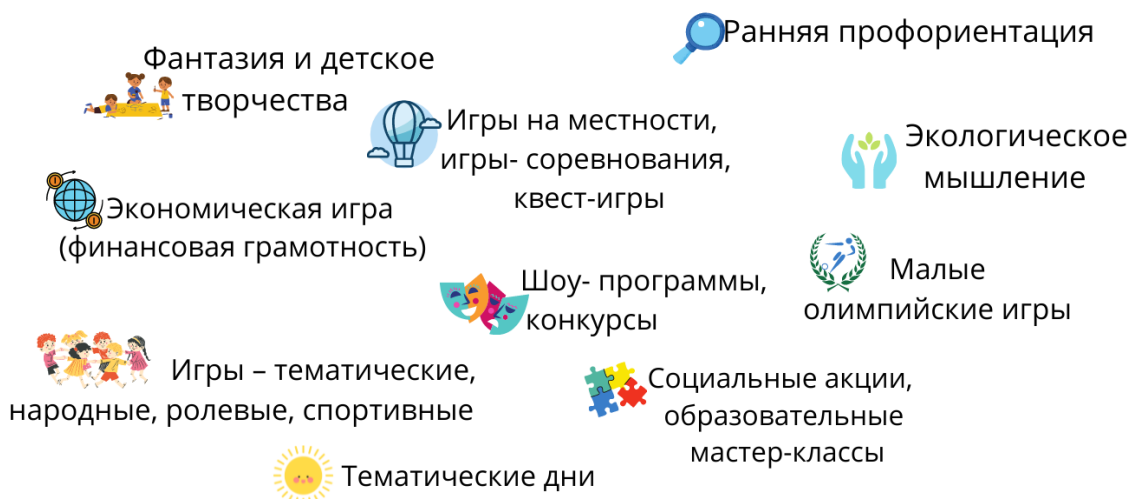 Ранняя профориентация
Фантазия и детское
творчества
Игры на местности,
игры- соревнования,
квест-игры
Экологическое
мышление
Экономическая игра
(финансовая грамотность)
Шоу- программы,
конкурсы
Малые
олимпийские игры
Игры – тематические,
народные, ролевые, спортивные
Социальные акции,
образовательные
мастер-классы
Тематические дни